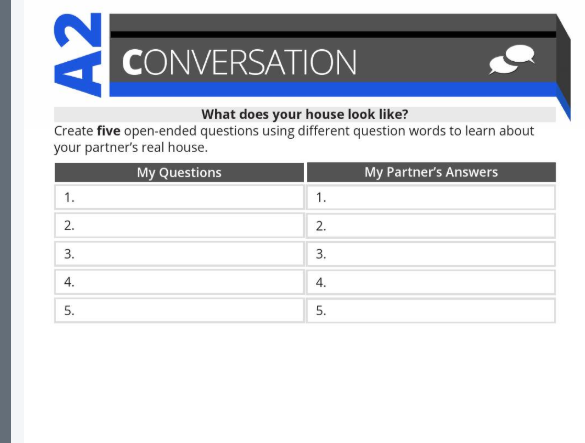 A2
CONVERSATION
What does your house look like?
Create five open-ended questions using different question words to learn about
your partner's real house.
My Questions
My Partner's Answers
1.
1.
2.
2.
3.
3.
4.
4.
5.
5.